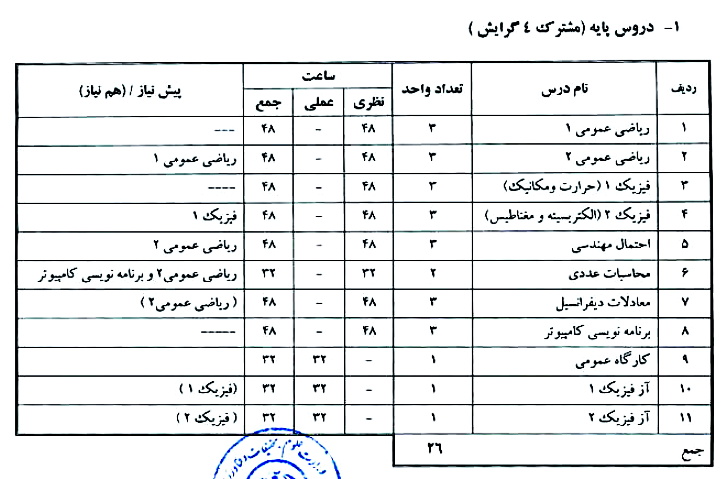 ۱- دروس پایه (مشترک ٤ گرایش )
ردیف نام درس تعداد واحد ساعت پیش نیاز / (هم نیاز)
نظری عملی جمع
۱ ریاضی عمومی ۱ ۳ ۴۸ - ۴۸ ---
۲ ریاضی عمومی ۲ ۳ ۴۸ - ۴۸ ریاضی عمومی ۱
۳ فیزیک ۱ (حرارت ومکانیک) ۳ ۴۸ - ۴۸ ----
۴ فیزیک ۲ (الکتریسیته و مغناطیس) ۳ ۴۸ - ۴۸ فیزیک ۱
۵ احتمال مهندسی ۳ ۴۸ - ۴۸ ریاضی عمومی ۲
۶ محاسبات عددی ۲ ۳۲ - ۳۲ ریاضی عمومی۲ و برنامه نویسی کامپیوتر
۷ معادلات دیفرانسیل ۳ ۴۸ - ۴۸ ( ریاضی عمومی۲ )
۸ برنامه نویسی کامپیوتر ۳ ۴۸ - ۴۸ -----
۹ کارگاه عمومی ۱ - ۳۲ ۳۲
۱۰ آز فیزیک ۱ ۱ - ۳۲ ۳۲ (فیزیک ۱ )
۱۱ آز فیزیک ۲ ۱ - ۳۲ ۳۲ ( فیزیک ۲ )
جمع ۲۶
وزارت علوم، تحقیقات و